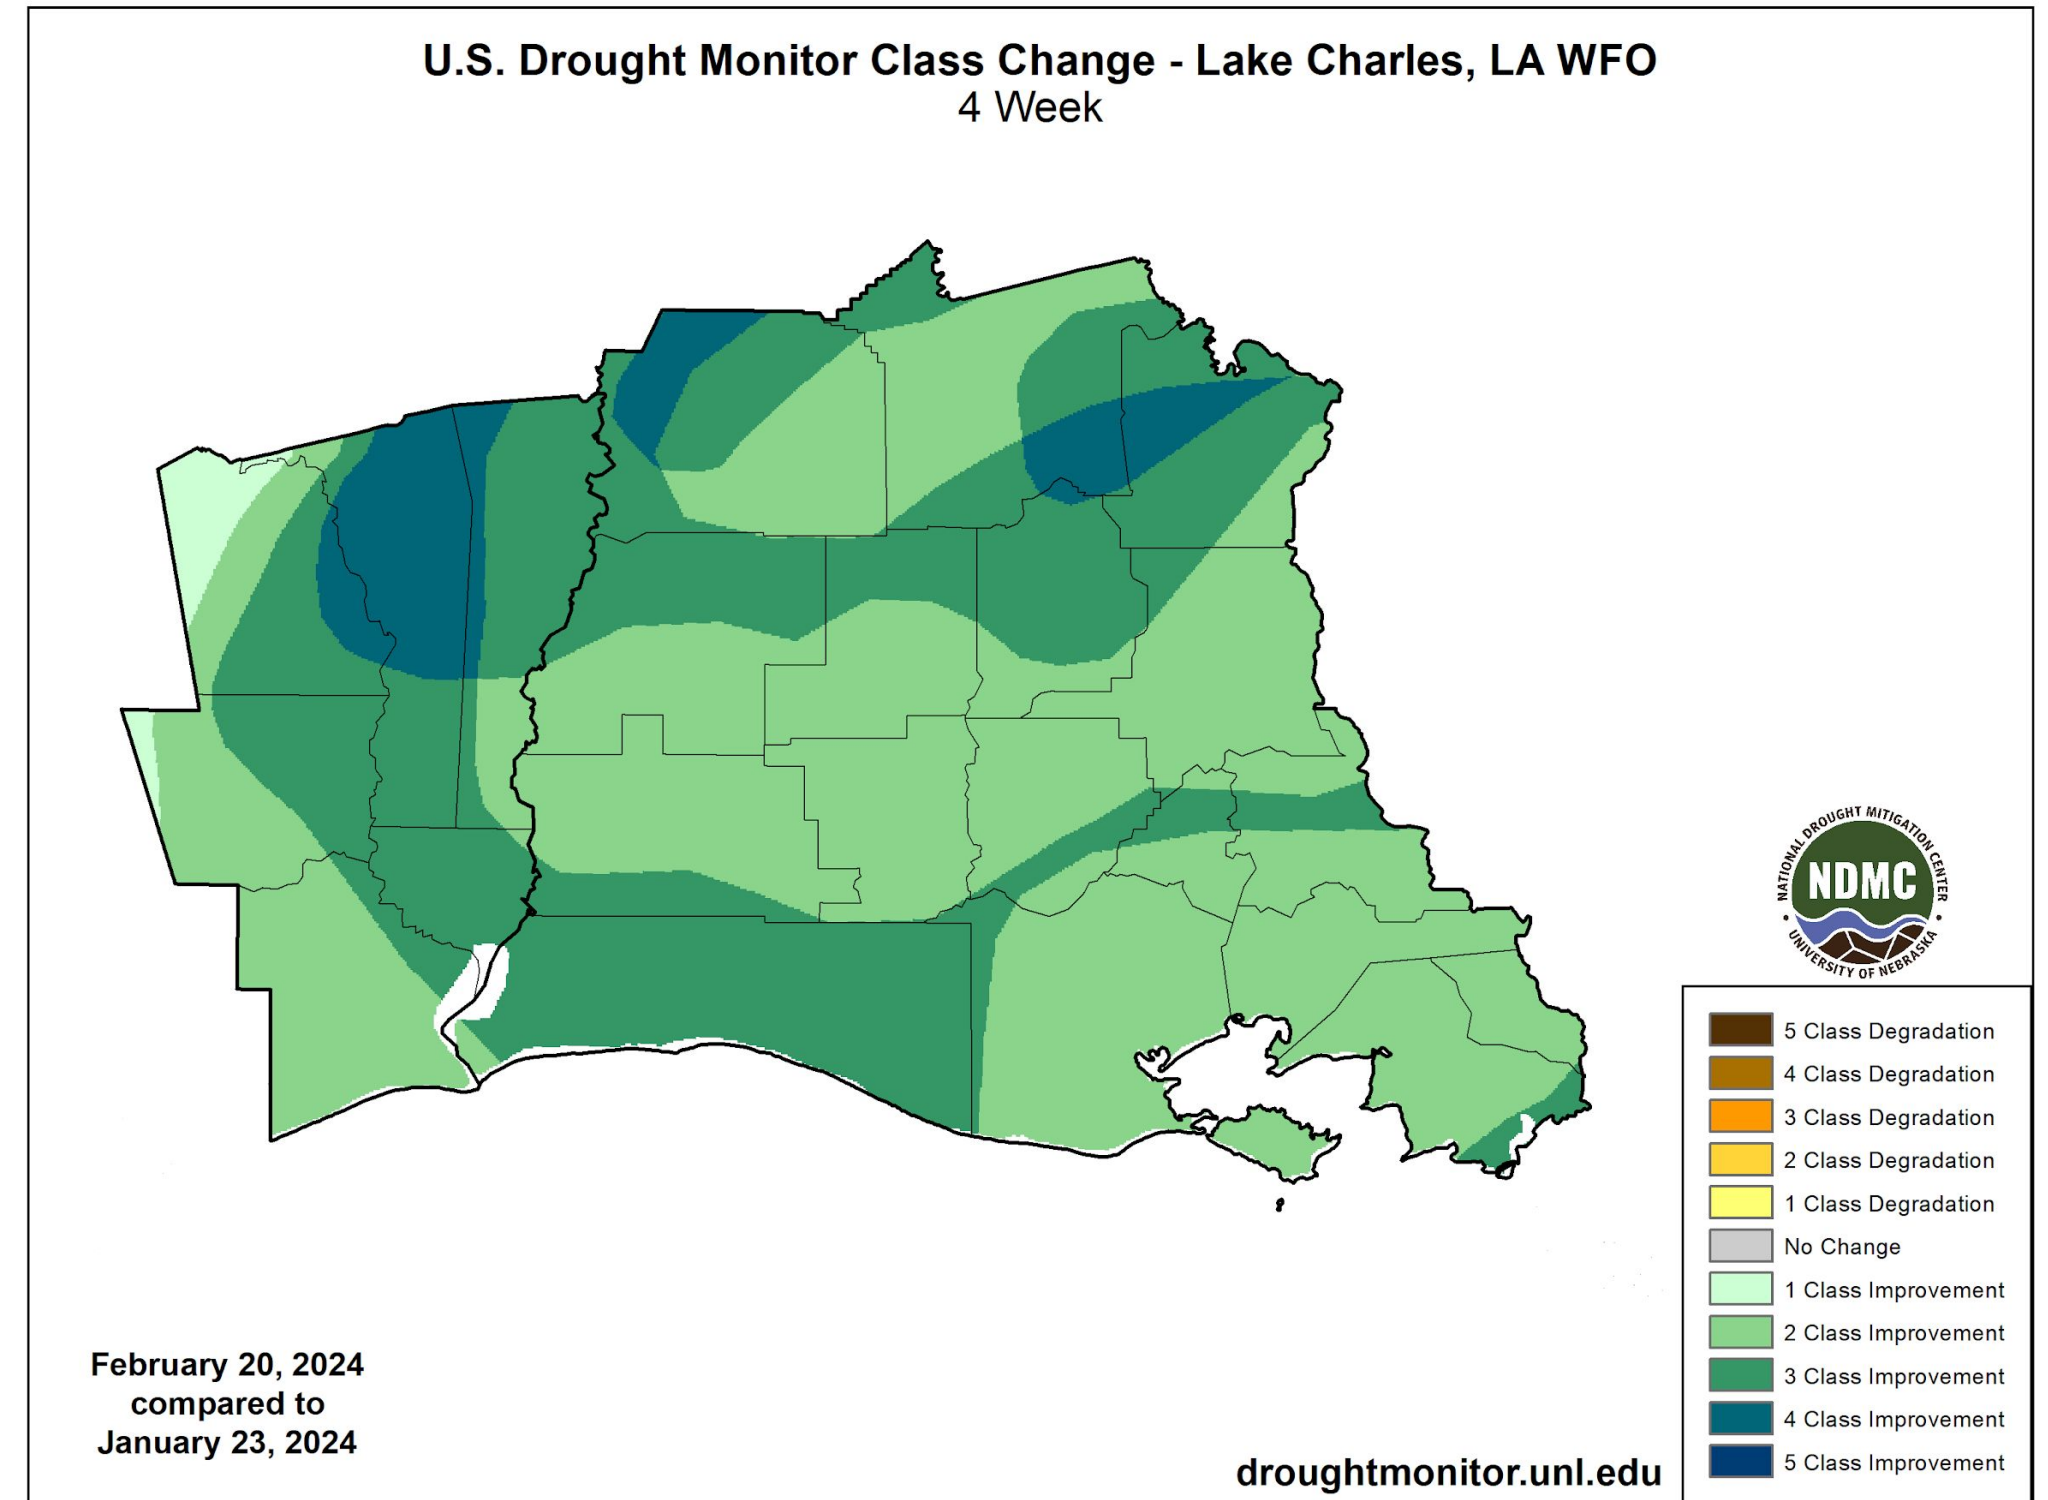 U.S. Drought Monitor Class Change - Lake Charles, LA WFO
4 Week
NATIONAL DROUGHT MITIGATION CENTER
NDMC
UNIVERSITY OF NEBRASKA
5 Class Degradation
4 Class Degradation
3 Class Degradation
2 Class Degradation
1 Class Degradation
No Change
1 Class Improvement
2 Class Improvement
3 Class Improvement
4 Class Improvement
5 Class Improvement
February 20, 2024
compared to
January 23, 2024
droughtmonitor.unl.edu